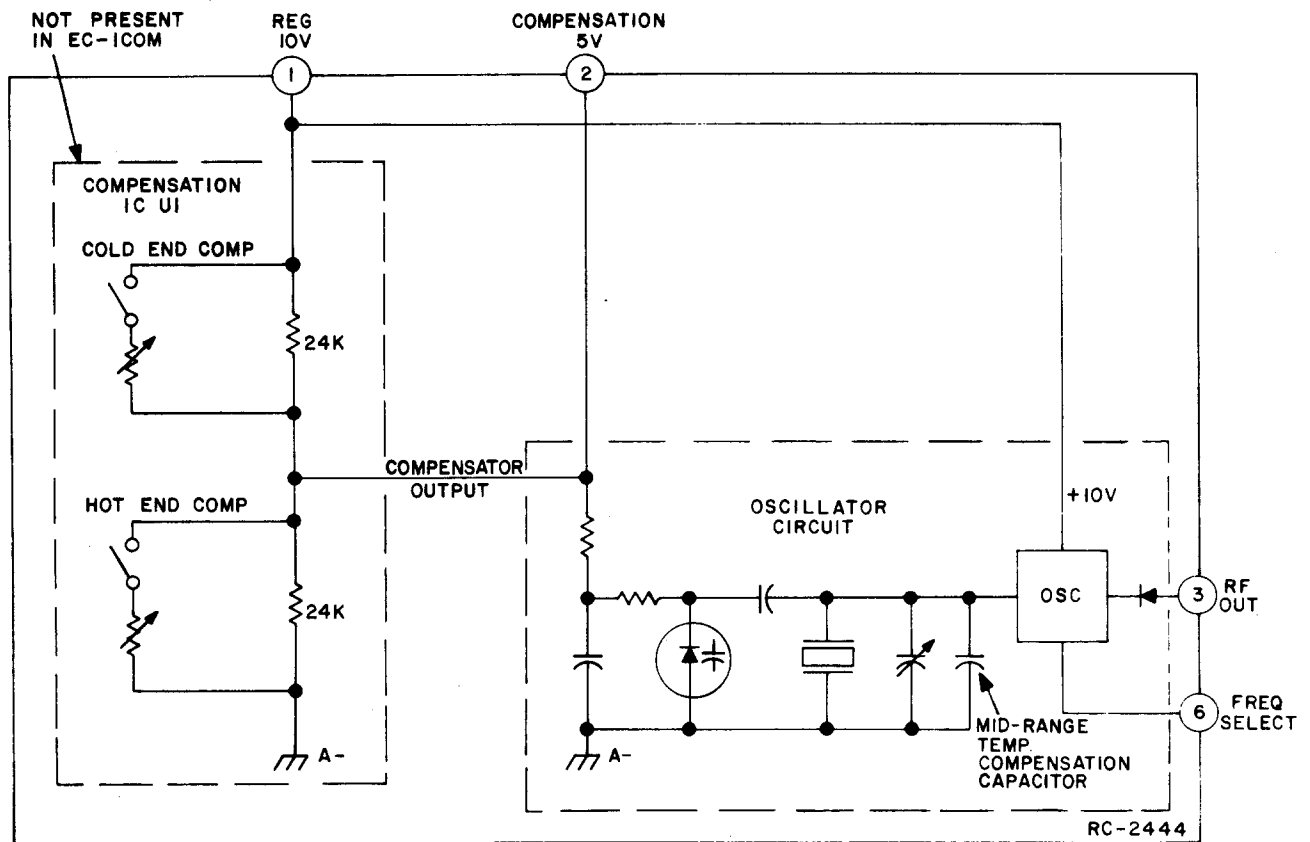 NOT PRESENT
IN EC-ICOM
REG
10V
COMPENSATION
5V
1
2
COMPENSATION
IC U1
COLD END COMP
24K
COMPENSATOR
OUTPUT
HOT END COMP
24K
A-
OSCILLATOR
CIRCUIT
+10V
OSC
3
RF
OUT
6
FREQ
SELECT
MID-RANGE
TEMP.
COMPENSATION
CAPACITOR
A-
RC-2444